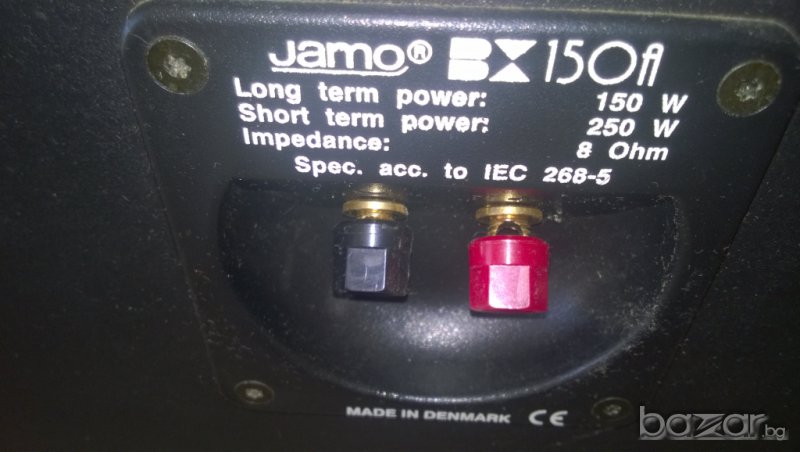 Jamo® BX 150A
Long term power: 150 W
Short term power: 250 W
Impedance: 8 Ohm
Spec. acc. to IEC 268-5
MADE IN DENMARK CE
bazar.bg